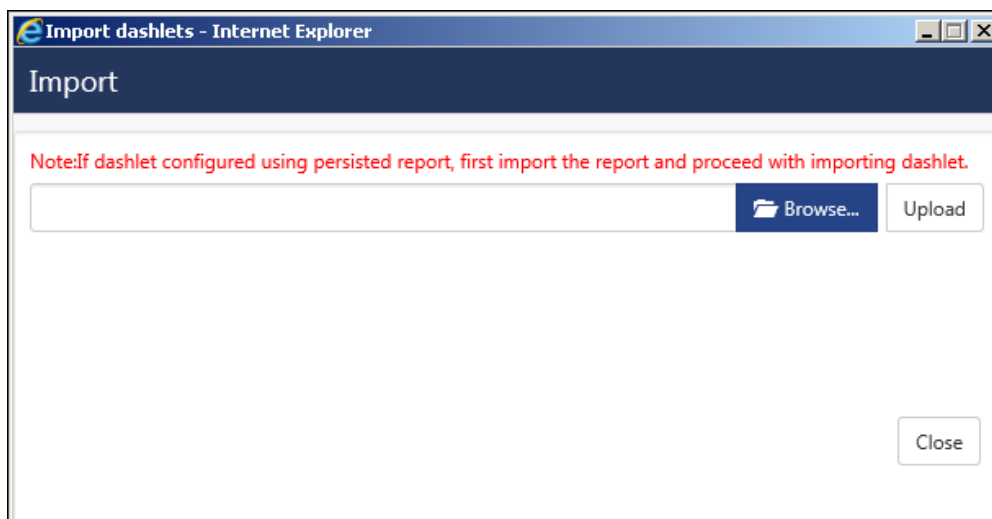 Import dashlets - Internet Explorer
Import
Note:If dashlet configured using persisted report, first import the report and proceed with importing dashlet.
Browse... Upload
Close